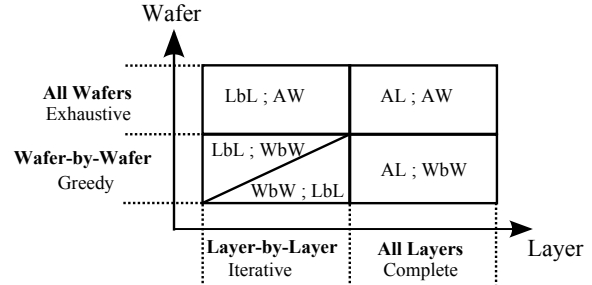 Wafer
All Wafers
Exhaustive
LbL ; AW
AL ; AW
Wafer-by-Wafer
Greedy
LbL ; WbW
WbW ; LbL
AL ; WbW
Layer-by-Layer
Iterative
All Layers
Complete
Layer